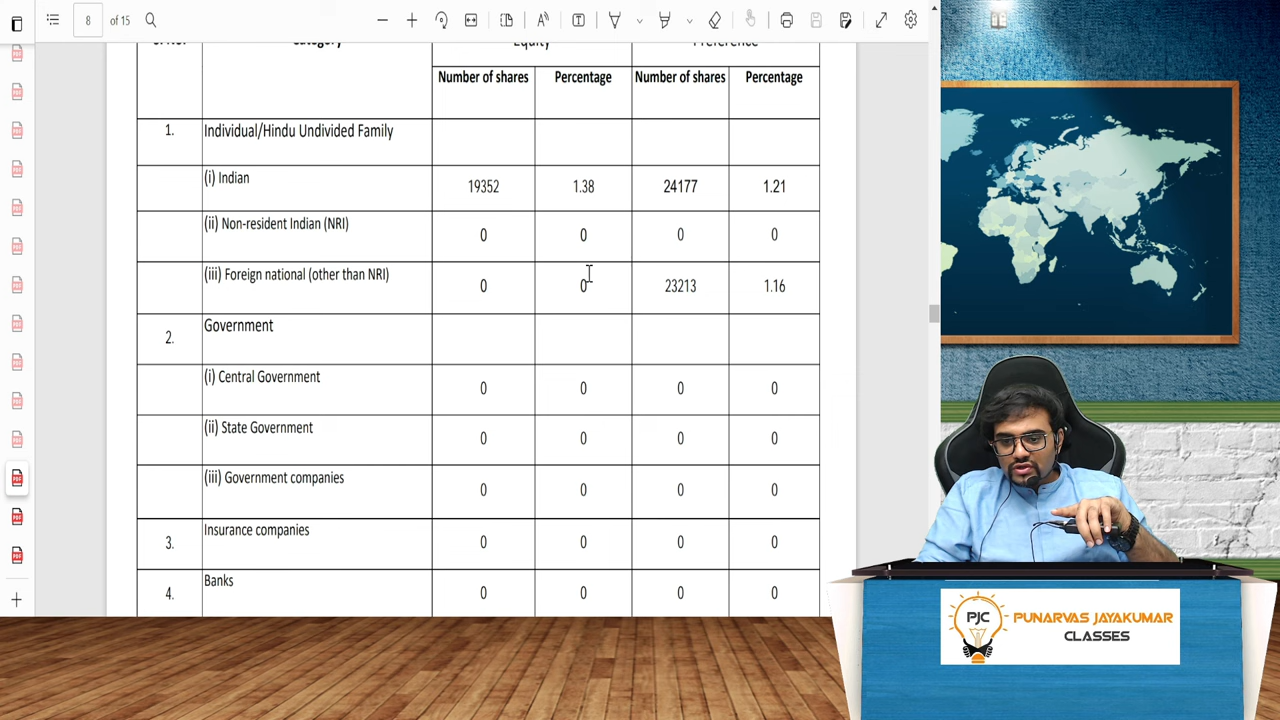 8 of 15
Category Equity Preference
Number of shares Percentage Number of shares Percentage
1. Individual/Hindu Undivided Family
(i) Indian 19352 1.38 24177 1.21
(ii) Non-resident Indian (NRI) 0 0 0 0
(iii) Foreign national (other than NRI) 0 0 23213 1.16
2. Government
(i) Central Government 0 0 0 0
(ii) State Government 0 0 0 0
(iii) Government companies 0 0 0 0
3. Insurance companies 0 0 0 0
4. Banks 0 0 0 0
PJC
PUNARVAS JAYAKUMAR
CLASSES